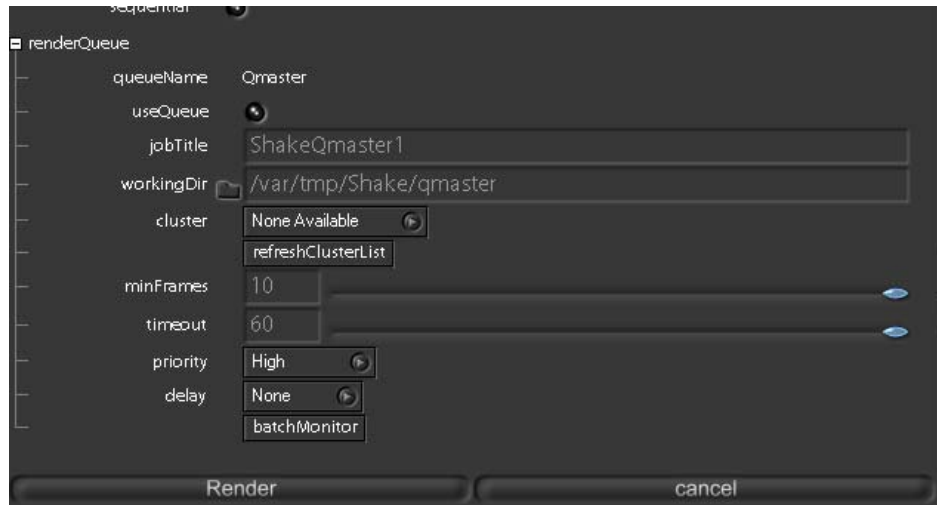 sequential
renderQueue
queueName Qmaster
useQueue
jobTitle ShakeQmaster1
workingDir /var/tmp/Shake/qmaster
cluster None Available
refreshClusterList
minFrames 10
timeout 60
priority High
delay None
batchMonitor
Render cancel